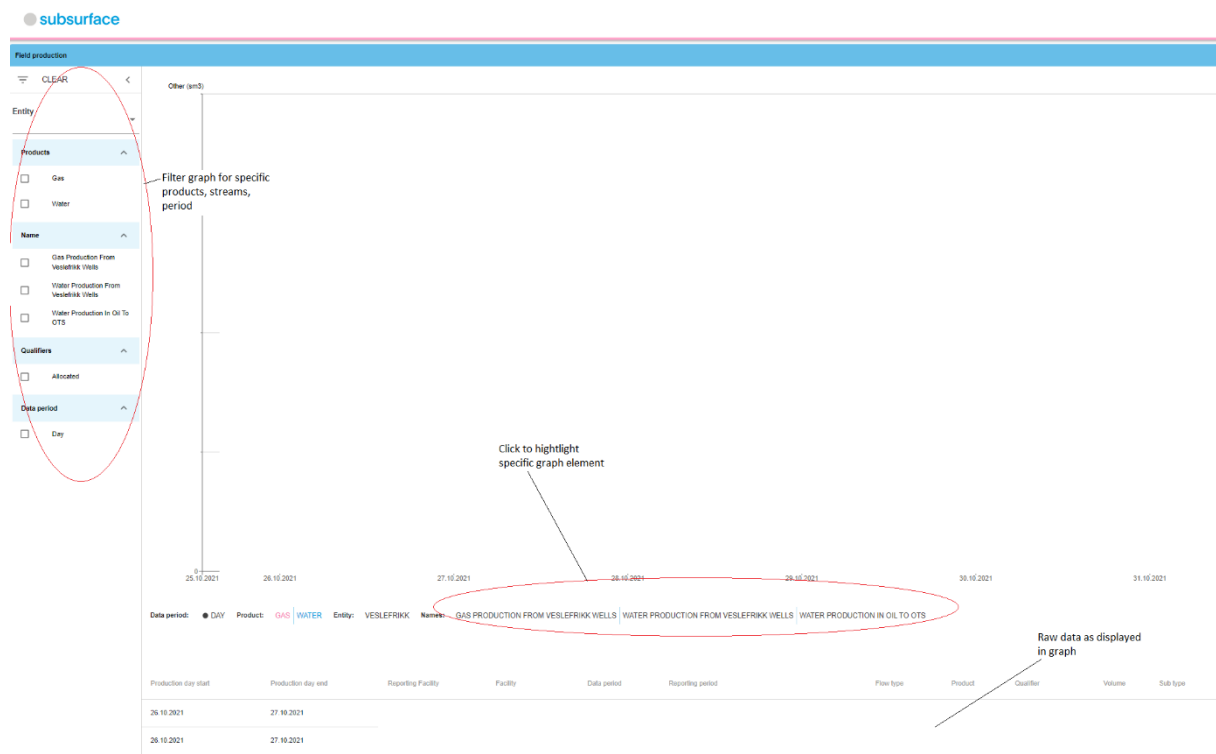 subsurface
Field production
CLEAR
Entity
Products
Gas
Water
Name
Gas Production From
Veslefrikk Wells
Water Production From
Veslefrikk Wells
Water Production In Oil To
OTS
Qualifiers
Allocated
Data period
Day
Other (sm3)
Filter graph for specific
products, streams,
period
Click to hightlight
specific graph element
0
25.10.2021 26.10.2021 27.10.2021 28.10.2021 29.10.2021 30.10.2021 31.10.2021
Data period: DAY Product: GAS WATER Entity: VESLEFRIKK Names: GAS PRODUCTION FROM VESLEFRIKK WELLS WATER PRODUCTION FROM VESLEFRIKK WELLS WATER PRODUCTION IN OIL TO OTS
Raw data as displayed
in graph
Production day start Production day end Reporting Facility Facility Data period Reporting period Flow type Product Qualifier Volume Sub type
26.10.2021 27.10.2021
26.10.2021 27.10.2021